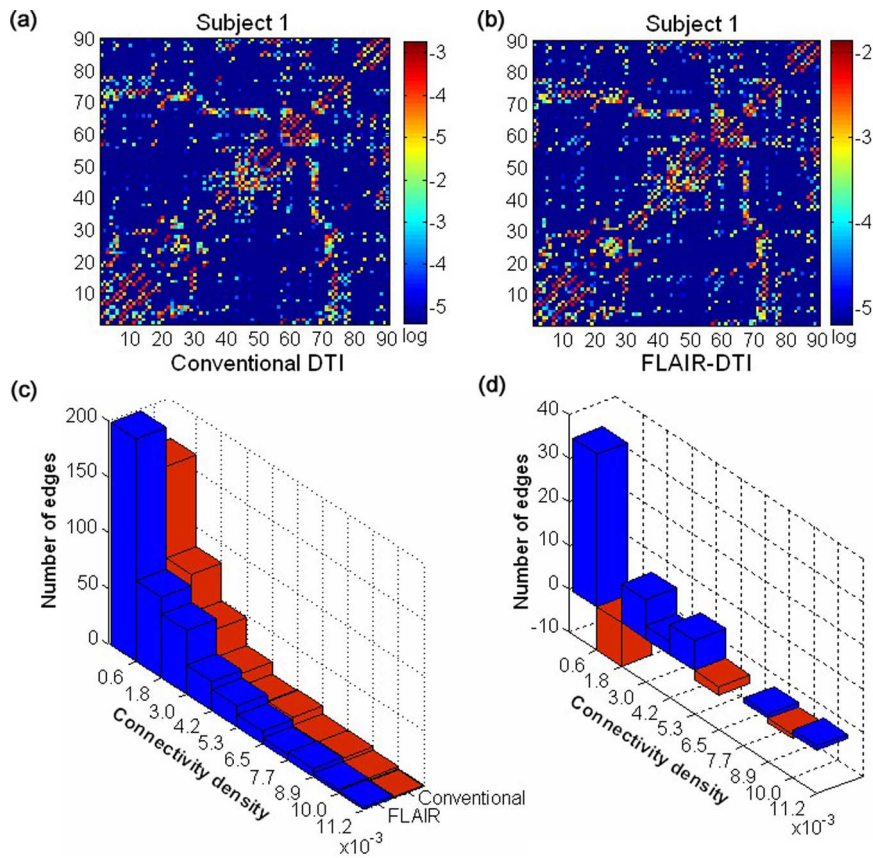 (a)
Subject 1
90
80
70
60
50
40
30
20
10
10 20 30 40 50 60 70 80 90
Conventional DTI
-3
-4
-5
log
(b)
Subject 1
90
80
70
60
50
40
30
20
10
10 20 30 40 50 60 70 80 90
FLAIR-DTI
-2
-3
-4
-5
log
(c)
Number of edges
200
150
100
50
0
0.6
1.8
3.0
4.2
5.3
6.5
7.7
8.9
10.0
11.2
x10⁻³
Connectivity density
Conventional
FLAIR
(d)
Number of edges
40
30
20
10
0
-10
0.6
1.8
3.0
4.2
5.3
6.5
7.7
8.9
10.0
11.2
x10⁻³
Connectivity density